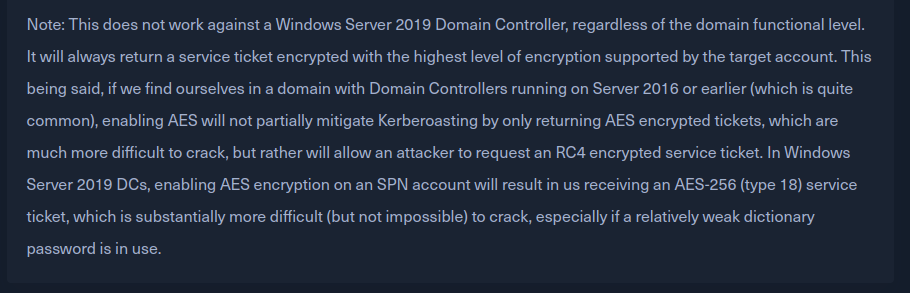 Note: This does not work against a Windows Server 2019 Domain Controller, regardless of the domain functional level.
It will always return a service ticket encrypted with the highest level of encryption supported by the target account. This
being said, if we find ourselves in a domain with Domain Controllers running on Server 2016 or earlier (which is quite
common), enabling AES will not partially mitigate Kerberoasting by only returning AES encrypted tickets, which are
much more difficult to crack, but rather will allow an attacker to request an RC4 encrypted service ticket. In Windows
Server 2019 DCs, enabling AES encryption on an SPN account will result in us receiving an AES-256 (type 18) service
ticket, which is substantially more difficult (but not impossible) to crack, especially if a relatively weak dictionary
password is in use.